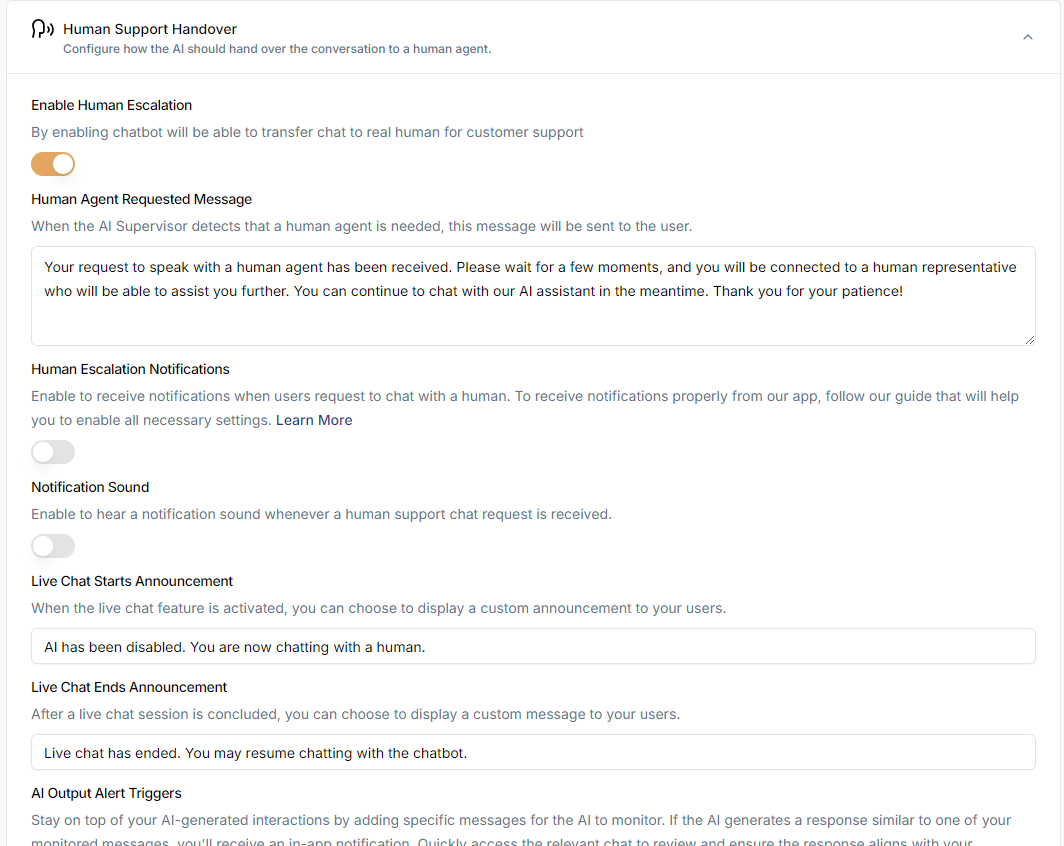 Human Support Handover
Configure how the AI should hand over the conversation to a human agent.
Enable Human Escalation
By enabling chatbot will be able to transfer chat to real human for customer support
Human Agent Requested Message
When the AI Supervisor detects that a human agent is needed, this message will be sent to the user.
Your request to speak with a human agent has been received. Please wait for a few moments, and you will be connected to a human representative
who will be able to assist you further. You can continue to chat with our AI assistant in the meantime. Thank you for your patience!
Human Escalation Notifications
Enable to receive notifications when users request to chat with a human. To receive notifications properly from our app, follow our guide that will help
you to enable all necessary settings. Learn More
Notification Sound
Enable to hear a notification sound whenever a human support chat request is received.
Live Chat Starts Announcement
When the live chat feature is activated, you can choose to display a custom announcement to your users.
AI has been disabled. You are now chatting with a human.
Live Chat Ends Announcement
After a live chat session is concluded, you can choose to display a custom message to your users.
Live chat has ended. You may resume chatting with the chatbot.
AI Output Alert Triggers
Stay on top of your AI-generated interactions by adding specific messages for the AI to monitor. If the AI generates a response similar to one of your
monitored messages, you'll receive an in-app notification. Quickly access the relevant chat to review and ensure the response aligns with your